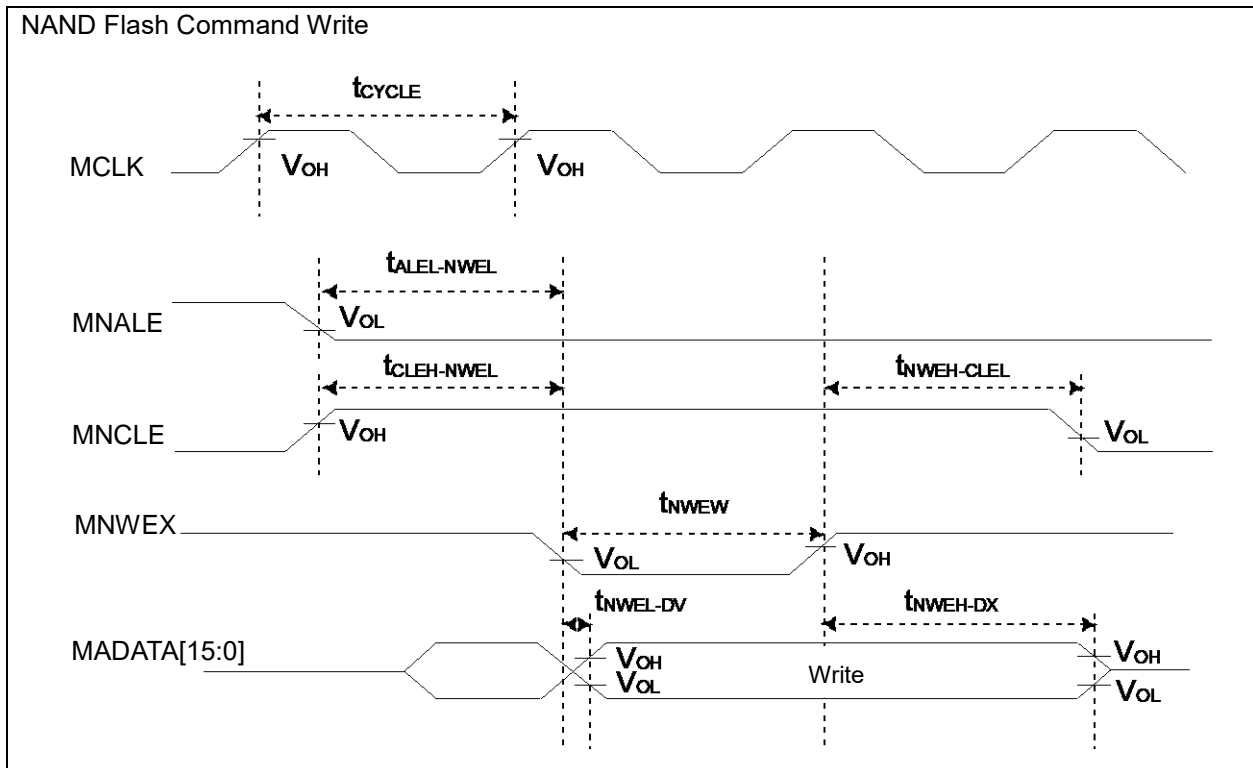 NAND Flash Command Write
tCYCLE
MCLK
VOH
VOH
tALEL-NWEL
MNALE
VOL
tCLEH-NWEL
tNWEH-CLEL
MNCLE
VOH
VOL
tNWEW
MNWEX
VOL
VOH
tNWEL-DV
tNWEH-DX
MADATA[15:0]
VOH
VOL
Write
VOH
VOL